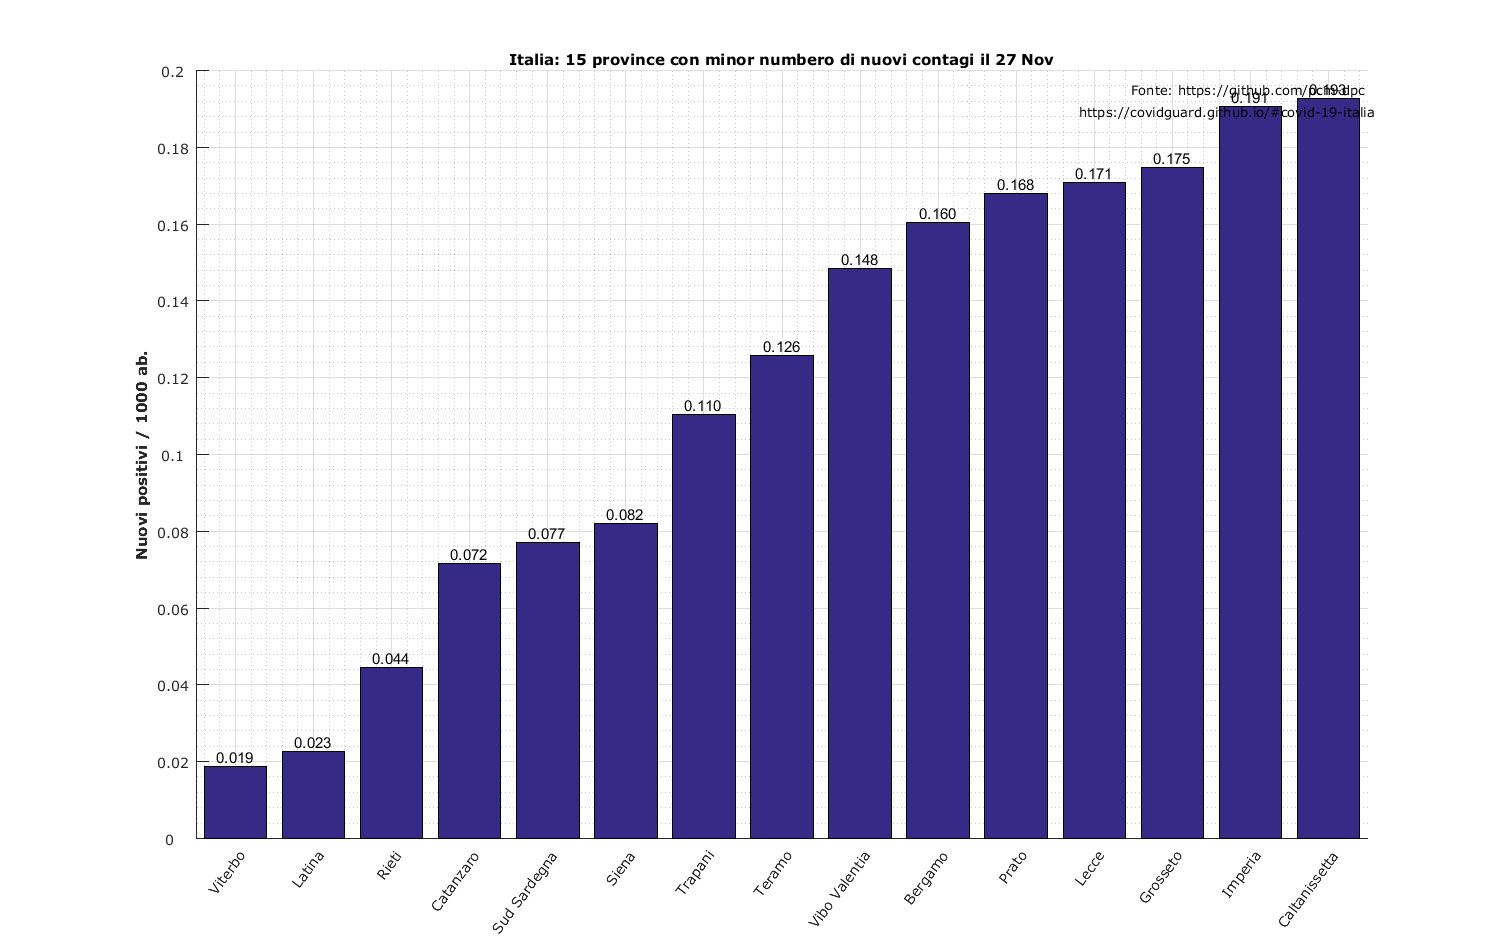 Italia: 15 province con minor numbero di nuovi contagi il 27 Nov
Fonte: https://github.com/pcm-dpc
https://covidguard.github.io/#covid-19-italia
Nuovi positivi / 1000 ab.
0.2
0.18
0.16
0.14
0.12
0.1
0.08
0.06
0.04
0.02
0
0.019
0.023
0.044
0.072
0.077
0.082
0.110
0.126
0.148
0.160
0.168
0.171
0.175
0.191
0.193
Viterbo
Latina
Rieti
Catanzaro
Sud Sardegna
Siena
Trapani
Teramo
Vibo Valentia
Bergamo
Prato
Lecce
Grosseto
Imperia
Caltanissetta